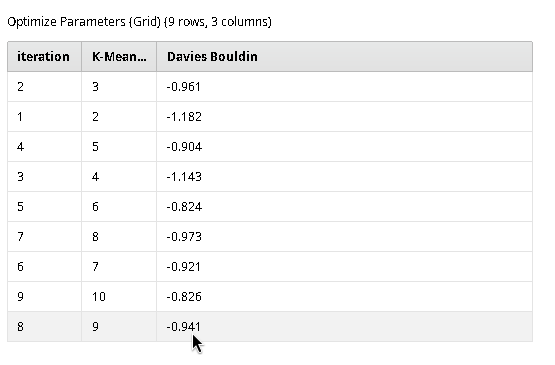 Optimize Parameters (Grid) (9 rows, 3 columns)
iteration K-Mean... Davies Bouldin
2 3 -0.961
1 2 -1.182
4 5 -0.904
3 4 -1.143
5 6 -0.824
7 8 -0.973
6 7 -0.921
9 10 -0.826
8 9 -0.941